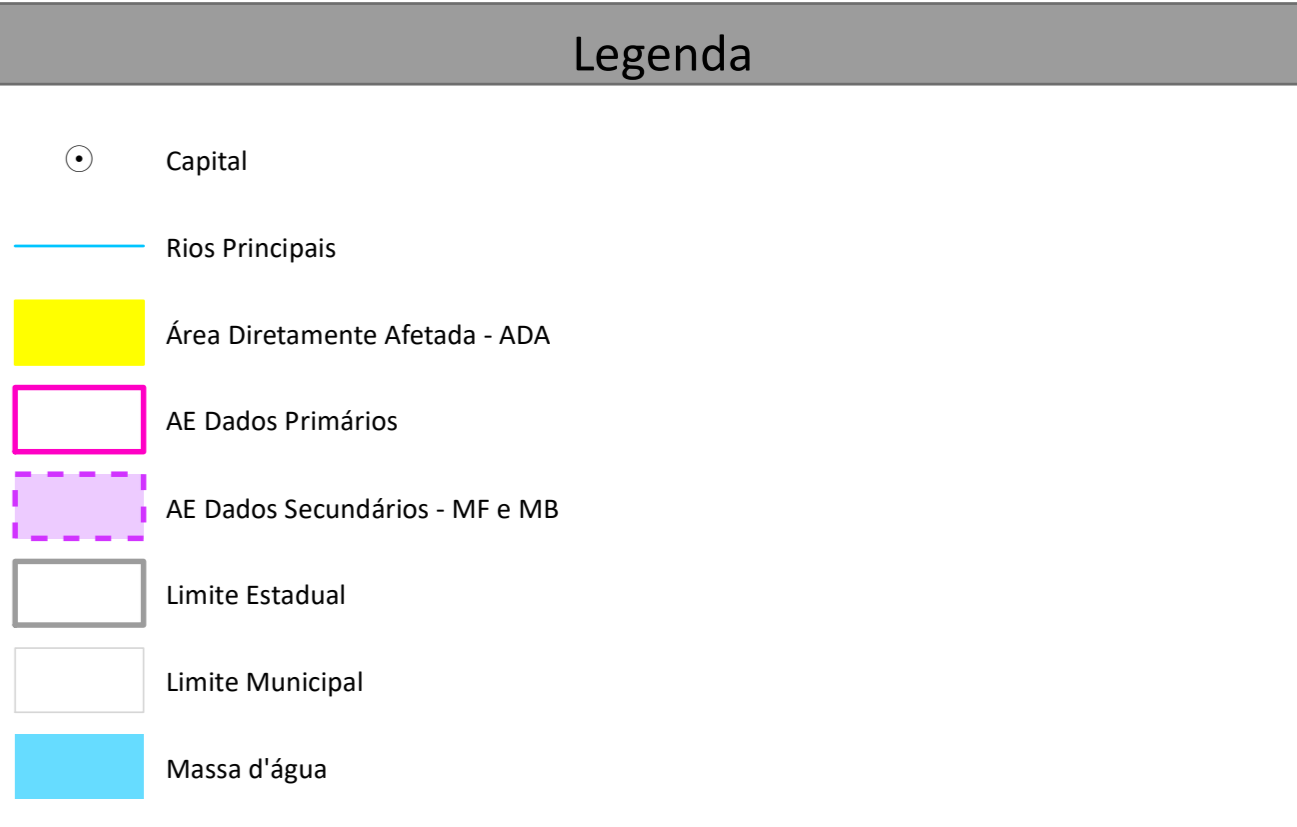 Legenda
Capital
Rios Principais
Área Diretamente Afetada - ADA
AE Dados Primários
AE Dados Secundários - MF e MB
Limite Estadual
Limite Municipal
Massa d'água